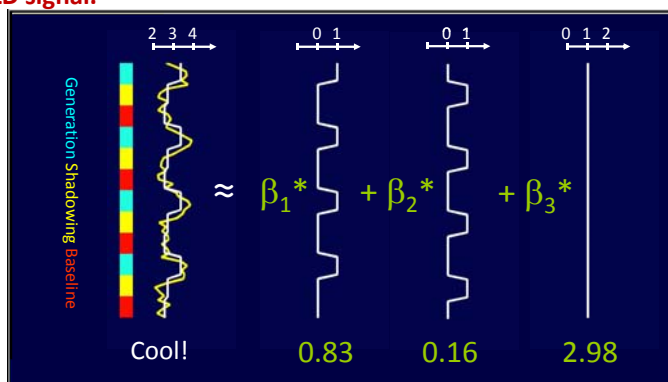 LD signal.
2 3 4
0 1
0 1
0 1 2
Generation Shadowing Baseline
≈ β1* + β2* + β3*
Cool! 0.83 0.16 2.98